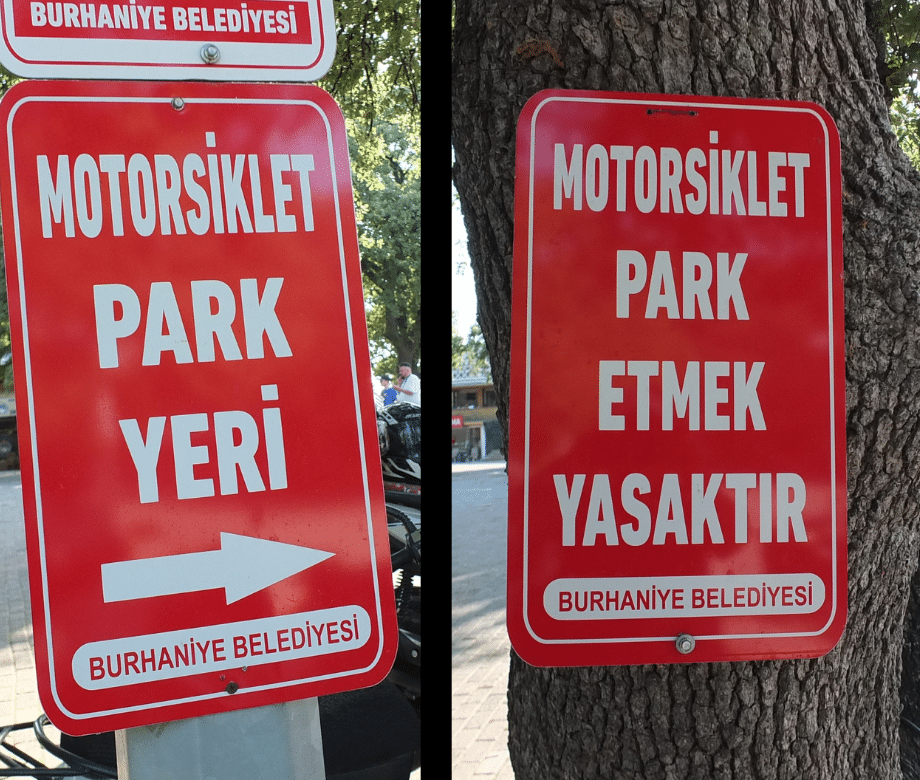 BURHANİYE BELEDİYESİ
MOTORSİKLET
PARK
YERİ
BURHANİYE BELEDİYESİ
MOTORSİKLET
PARK
ETMEK
YASAKTIR
BURHANİYE BELEDİYESİ